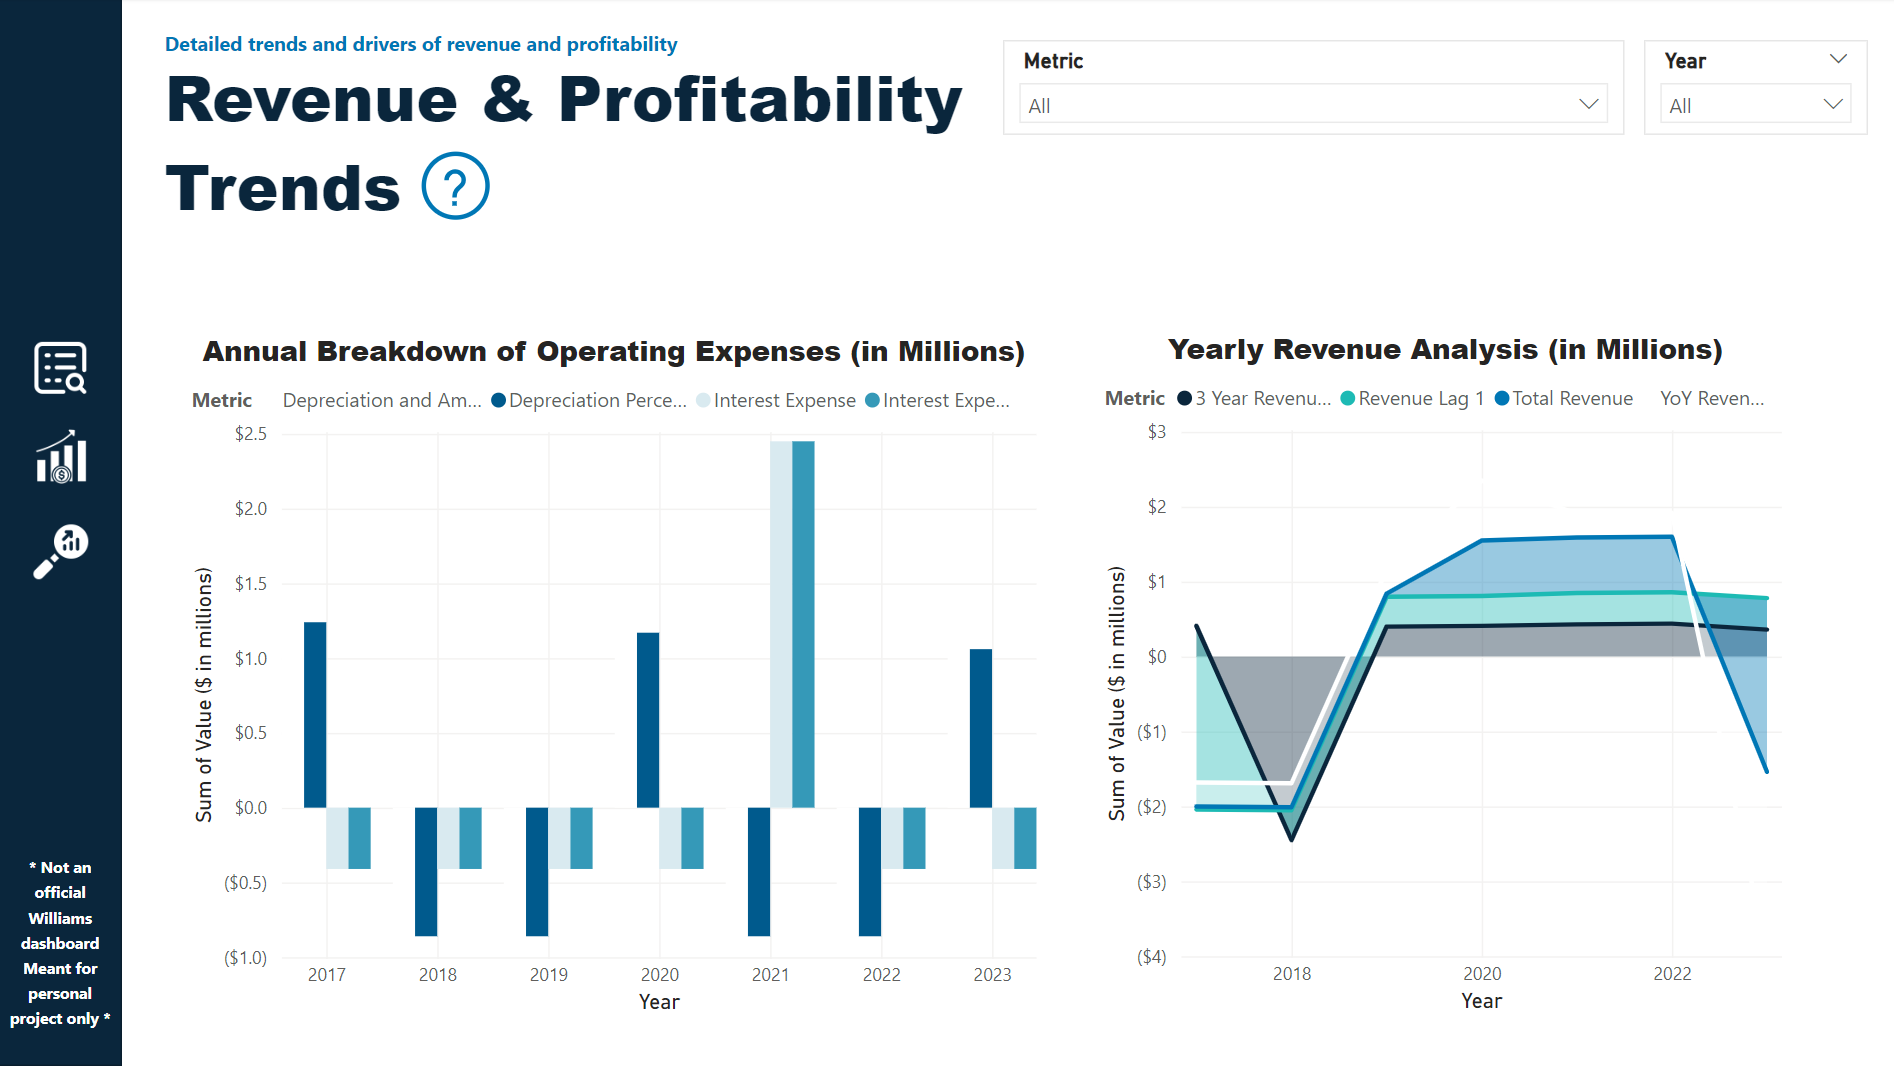 Detailed trends and drivers of revenue and profitability
Revenue & Profitability
Trends ?
Metric
All
Year
All
Annual Breakdown of Operating Expenses (in Millions)
Metric Depreciation and Am... Depreciation Perce... Interest Expense Interest Expe...
Sum of Value ($ in millions)
$2.5
$2.0
$1.5
$1.0
$0.5
$0.0
($0.5)
($1.0)
2017 2018 2019 2020 2021 2022 2023
Year
Yearly Revenue Analysis (in Millions)
Metric 3 Year Revenu... Revenue Lag 1 Total Revenue YoY Reven...
Sum of Value ($ in millions)
$3
$2
$1
$0
($1)
($2)
($3)
($4)
2018 2020 2022
Year
* Not an
official
Williams
dashboard
Meant for
personal
project only *